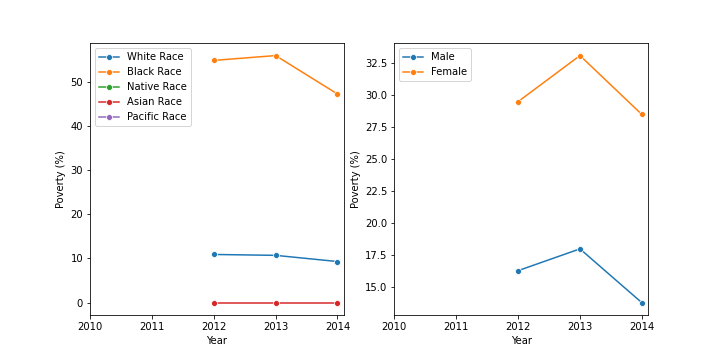 White Race
Black Race
Native Race
Asian Race
Pacific Race
Poverty (%)
50
40
30
20
10
0
2010 2011 2012 2013 2014
Year
Male
Female
Poverty (%)
32.5
30.0
27.5
25.0
22.5
20.0
17.5
15.0
2010 2011 2012 2013 2014
Year